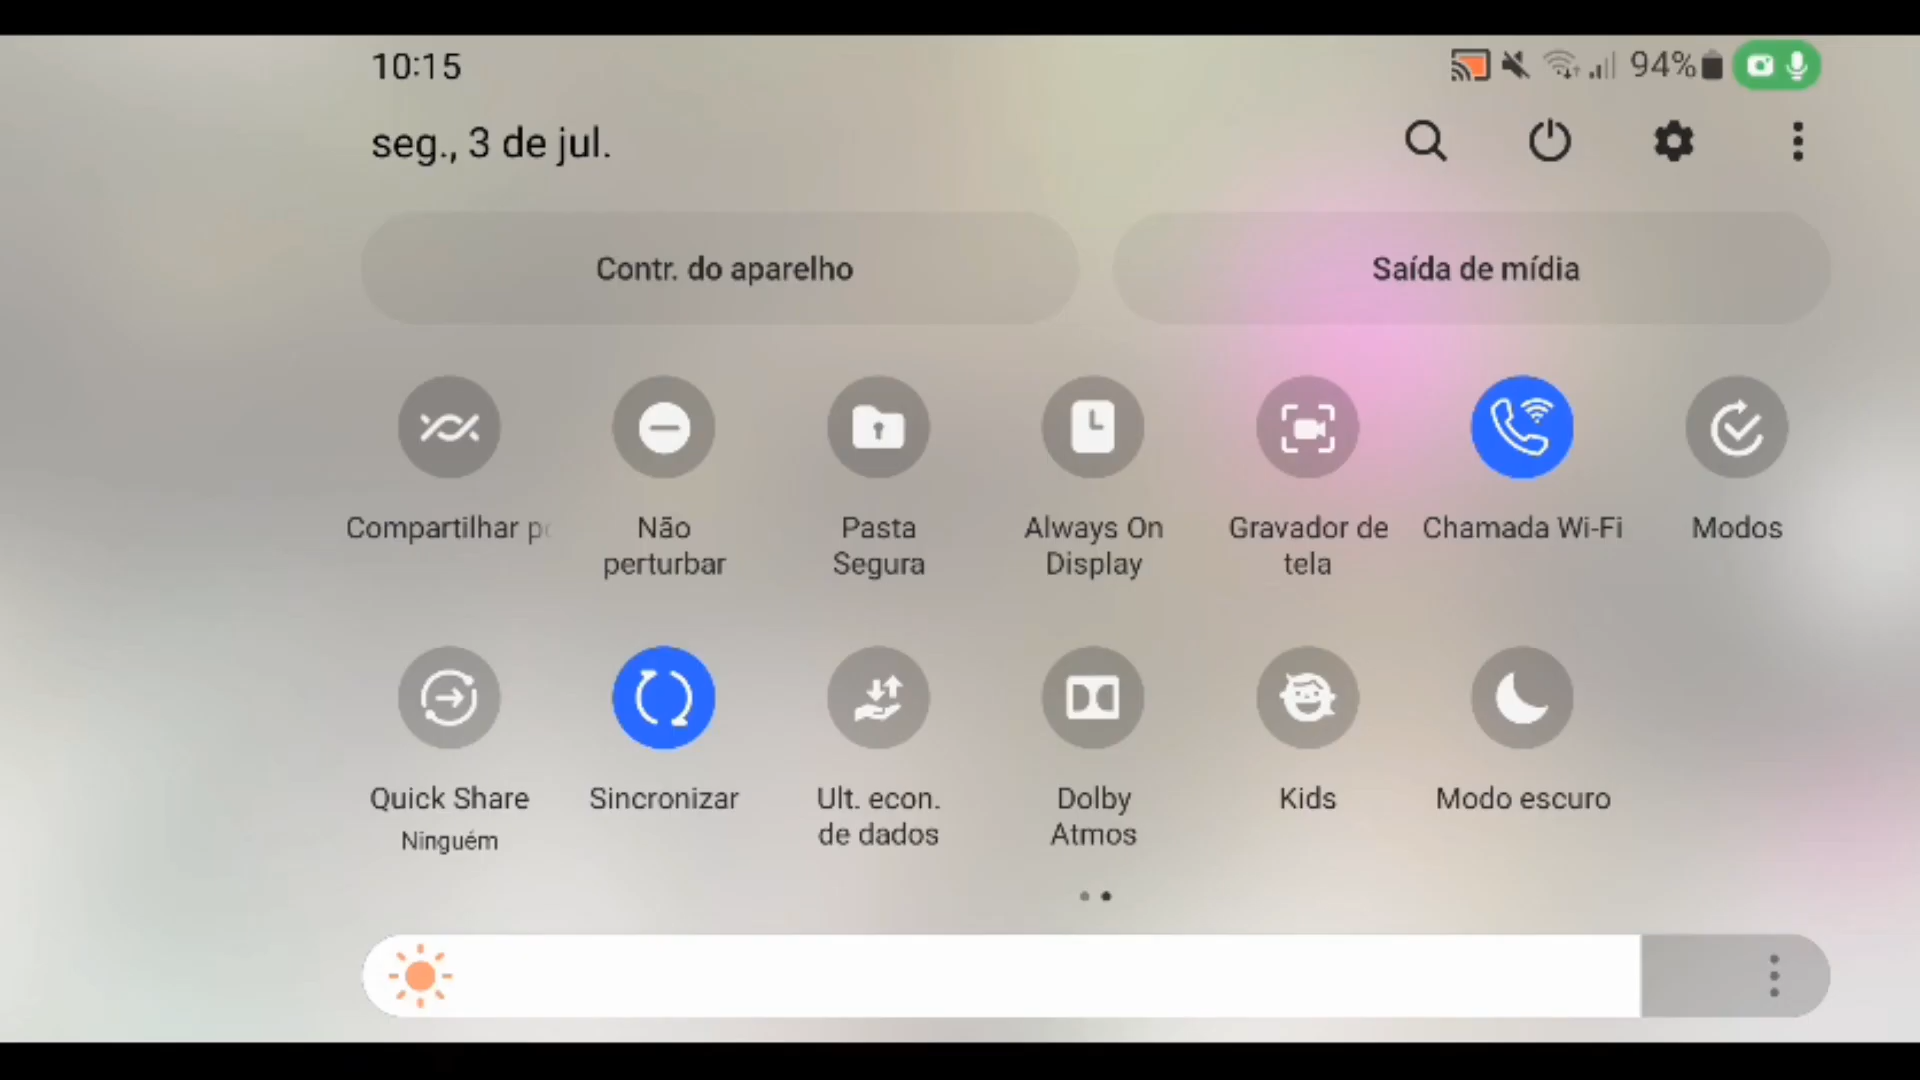 10:15
94%
seg., 3 de jul.
Contr. do aparelho
Saída de mídia
Compartilhar
Não
perturbar
Pasta
Segura
Always On
Display
Gravador de
tela
Chamada Wi-Fi
Modos
Quick Share
Ninguém
Sincronizar
Ult. econ.
de dados
Dolby
Atmos
Kids
Modo escuro